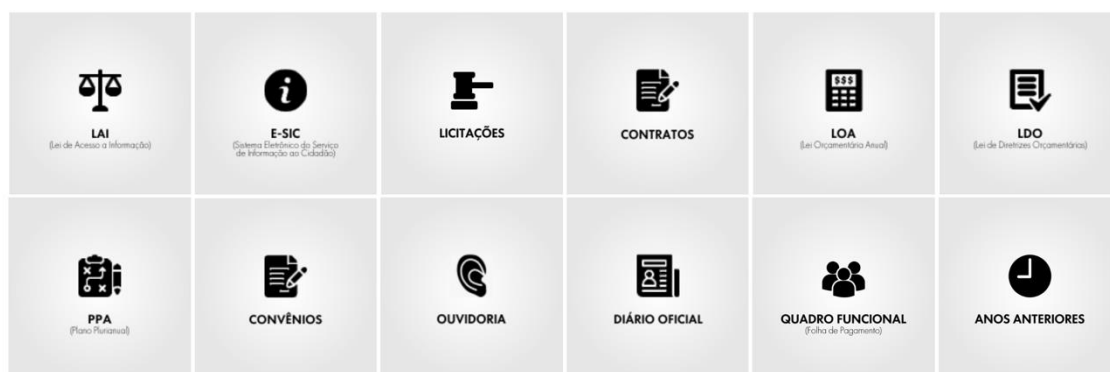 LAI
(Lei de Acesso a Informação)
E-SIC
(Sistema Eletrônico do Serviço
de Informação ao Cidadão)
LICITAÇÕES
CONTRATOS
$$$
LOA
(Lei Orçamentária Anual)
LDO
(Lei de Diretrizes Orçamentárias)
PPA
(Plano Plurianual)
CONVÊNIOS
OUVIDORIA
DIÁRIO OFICIAL
QUADRO FUNCIONAL
(Folha de Pagamento)
ANOS ANTERIORES